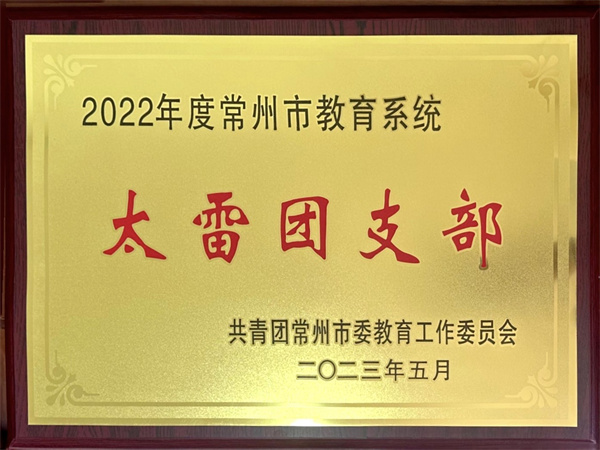 2022年度常州市教育系统
太雷团支部
共青团常州市委教育工作委员会
二〇二三年五月